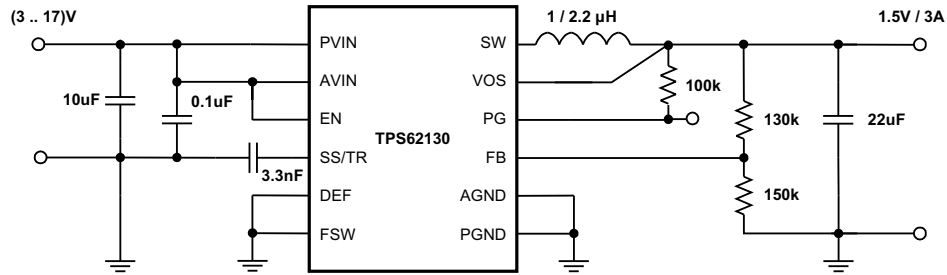 (3 .. 17)V
1 / 2.2 µH
1.5V / 3A
PVIN
SW
AVIN
VOS
10uF
0.1uF
100k
EN
PG
130k
22uF
TPS62130
SS/TR
FB
3.3nF
DEF
AGND
150k
FSW
PGND